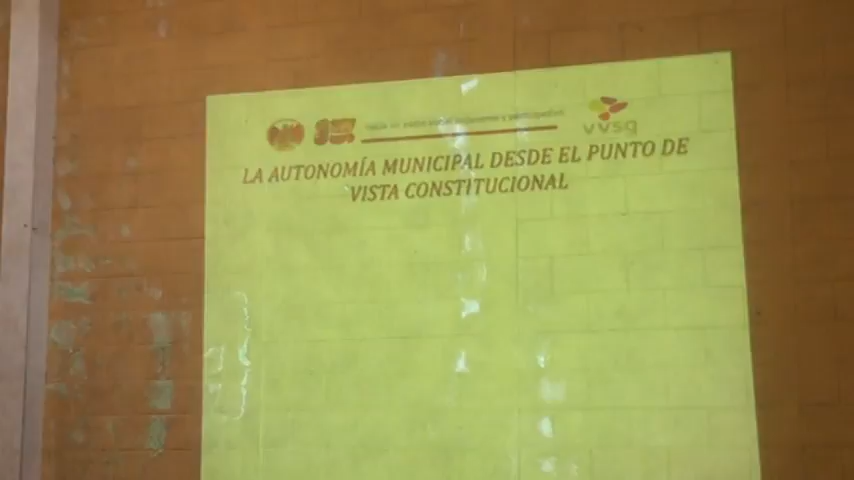 vvsg
LA AUTONOMÍA MUNICIPAL DESDE EL PUNTO DE
VISTA CONSTITUCIONAL